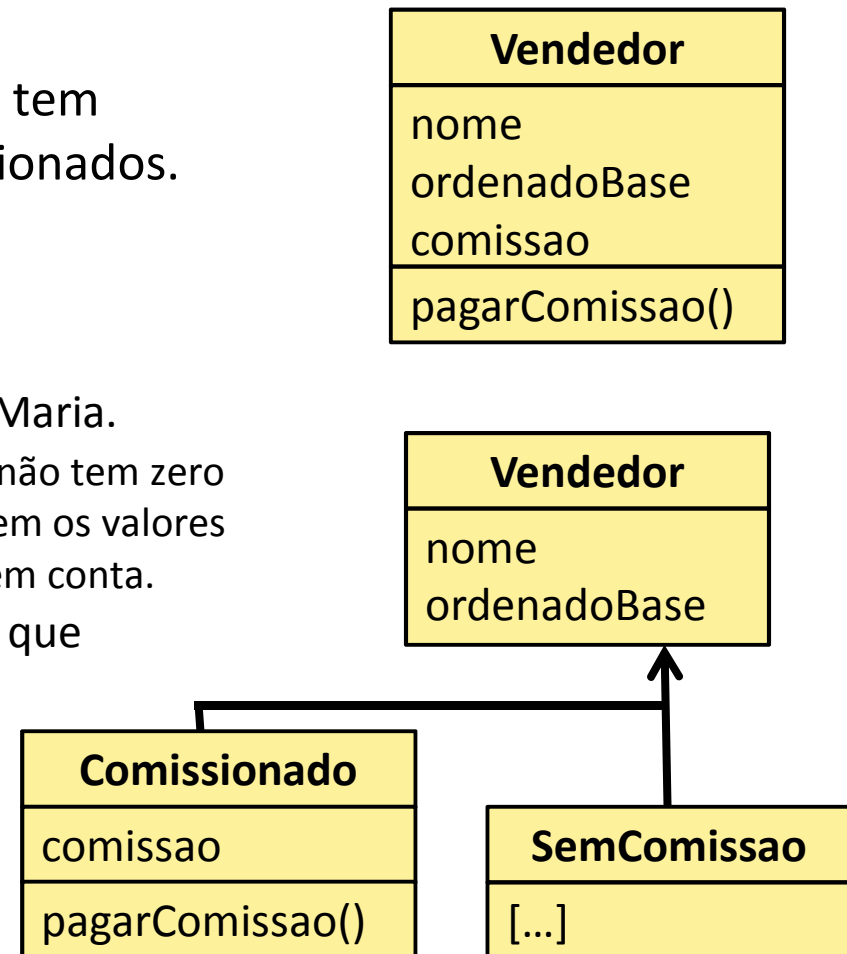 tem
ionados.
Vendedor
nome
ordenadoBase
comissao
pagarComissao()
Maria.
não tem zero
em os valores
em conta.
que
Vendedor
nome
ordenadoBase
Comissionado
comissao
pagarComissao()
SemComissao
[...]